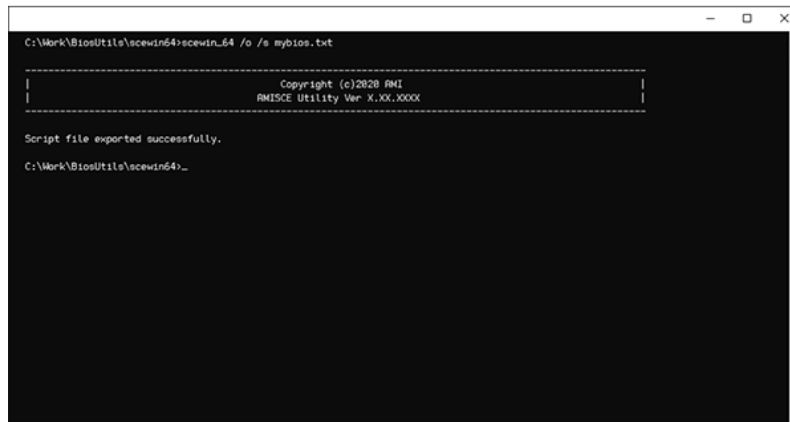 C:\Work\BiosUtils\scewin64>scewin_64 /o /s mybios.txt
Copyright (c)2020 AMI
AMISCE Utility Ver X.XX.XXXX
Script file exported successfully.
C:\Work\BiosUtils\scewin64>_